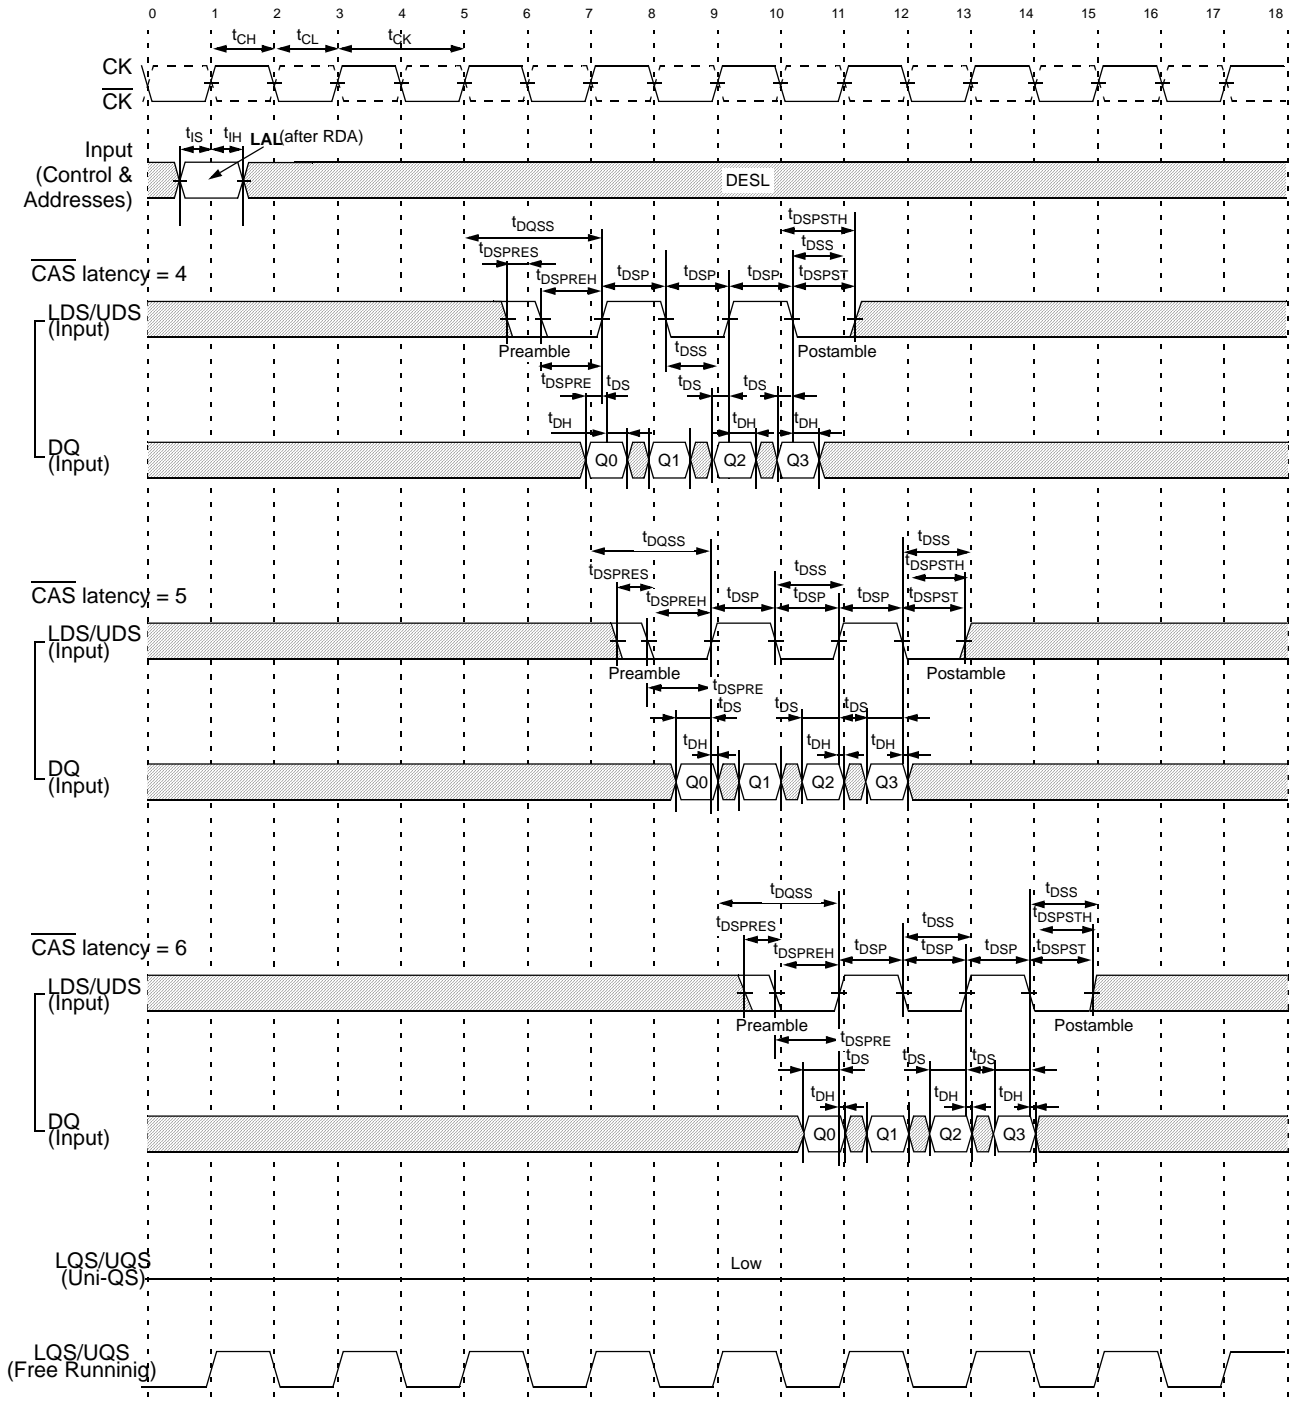 0 1 2 3 4 5 6 7 8 9 10 11 12 13 14 15 16 17 18
tCH tCL tCK
CK
CK
tIS tIH LAL (after RDA)
Input
(Control &
Addresses)
DESL
tDSPSTH
tDQSS tDSS
tDSPRES
CAS latency = 4
tDSPREH tDSP tDSP tDSP tDSPST
LDS/UDS
(Input)
Preamble Postamble
tDSS
tDSPRE tDS tDS tDS
tDH tDH tDH
DQ
(Input)
Q0 Q1 Q2 Q3
tDQSS tDSS
tDSPRES tDSS tDSPSTH
CAS latency = 5
tDSPREH tDSP tDSP tDSP tDSPST
LDS/UDS
(Input)
Preamble Postamble
tDSPRE
tDS tDS tDS
tDH tDH tDH
DQ
(Input)
Q0 Q1 Q2 Q3
tDQSS tDSS
tDSPRES tDSS tDSPSTH
CAS latency = 6
tDSPREH tDSP tDSP tDSP tDSPST
LDS/UDS
(Input)
Preamble Postamble
tDSPRE
tDS tDS tDS
tDH tDH tDH
DQ
(Input)
Q0 Q1 Q2 Q3
LQS/UQS
(Uni-QS)
Low
LQS/UQS
(Free Runninig)